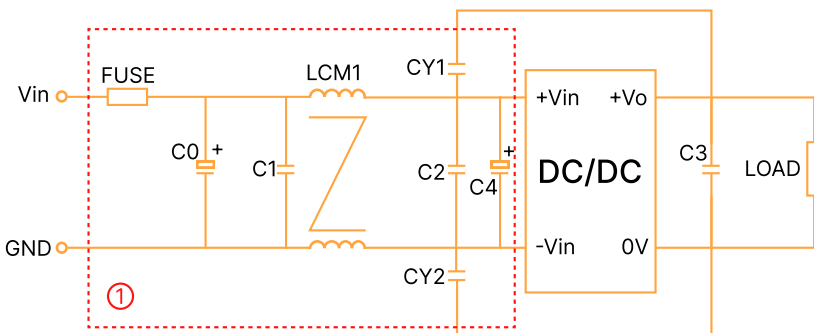 CY1
FUSE
LCM1
Vin
+Vin
+Vo
C0
+
C1
C2
+
C4
DC/DC
C3
LOAD
GND
-Vin
0V
CY2
①